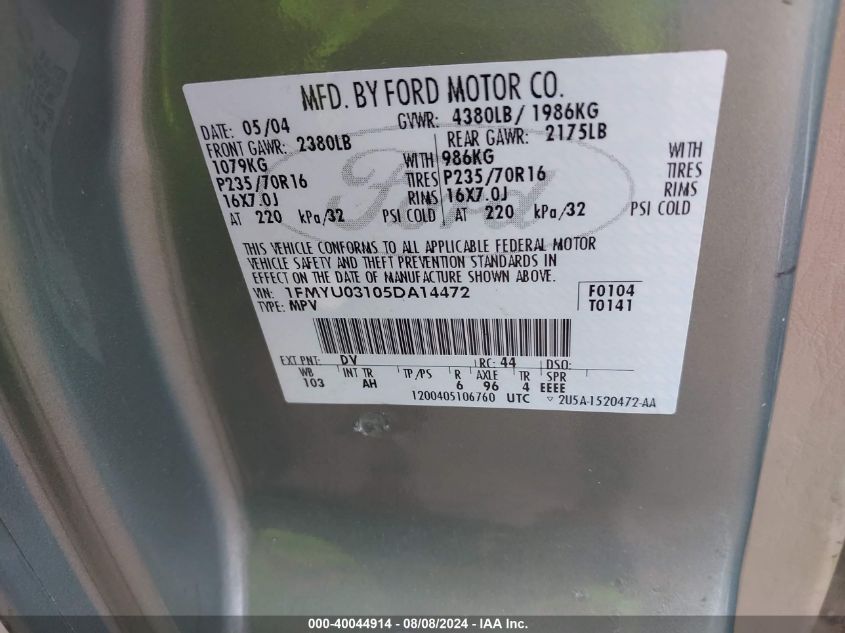 MFD. BY FORD MOTOR CO.
DATE: 05/04 GVWR: 4380LB/ 1986KG
FRONT GAWR: 2380LB REAR GAWR: 2175LB
1079KG WITH 986KG WITH
P235/70R16 TIRES P235/70R16 TIRES
16X7.0J RIMS 16X7.0J RIMS
AT 220 kPa/32 PSI COLD AT 220 kPa/32 PSI COLD
Ford
THIS VEHICLE CONFORMS TO ALL APPLICABLE FEDERAL MOTOR
VEHICLE SAFETY AND THEFT PREVENTION STANDARDS IN
EFFECT ON THE DATE OF MANUFACTURE SHOWN ABOVE.
VIN: 1FMYU03105DA14472 F0104
TYPE: MPV T0141
EXT PNT: DV RC: 44 DSO:
WB INT TR TP/PS R AXLE TR SPR
103 AH 6 96 4 EEEE
1200405106760 UTC ▽ 2U5A-1520472-AA
000-40044914 - 08/08/2024 - IAA Inc.